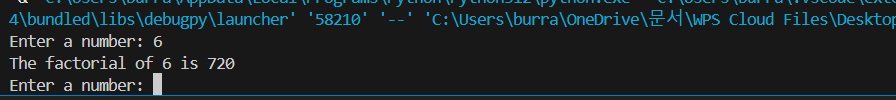 4\bundled\libs\debugpy\launcher' '58210' '--' 'C:\Users\burra\OneDrive\문서\WPS Cloud Files\Desktop
Enter a number: 6
The factorial of 6 is 720
Enter a number: